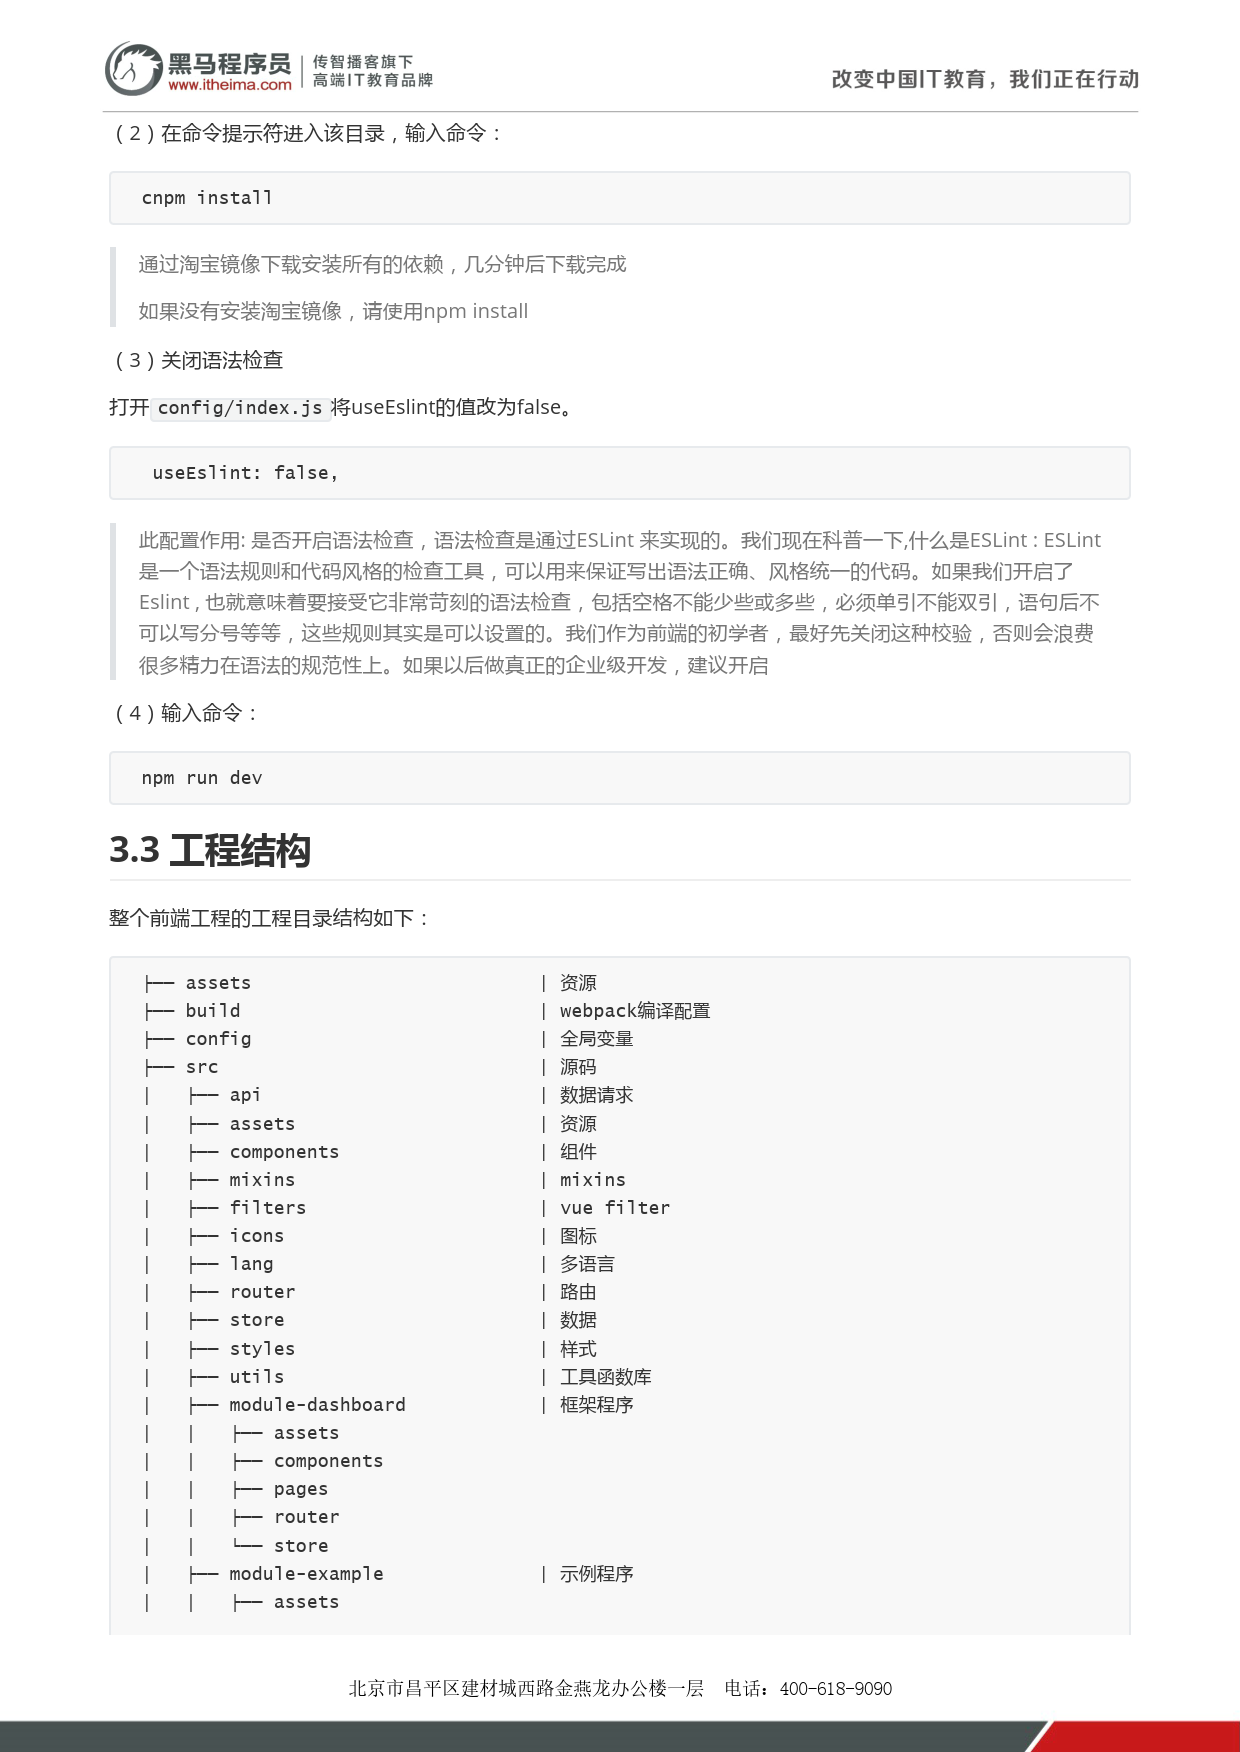 黑马程序员
www.itheima.com
传智播客旗下
高端IT教育品牌
改变中国IT教育，我们正在行动
（2）在命令提示符进入该目录，输入命令：
cnpm install
通过淘宝镜像下载安装所有的依赖，几分钟后下载完成
如果没有安装淘宝镜像，请使用npm install
（3）关闭语法检查
打开 config/index.js 将useEslint的值改为false。
useEslint: false,
此配置作用: 是否开启语法检查，语法检查是通过ESLint 来实现的。我们现在科普一下,什么是ESLint : ESLint
是一个语法规则和代码风格的检查工具，可以用来保证写出语法正确、风格统一的代码。如果我们开启了
Eslint , 也就意味着要接受它非常苛刻的语法检查，包括空格不能少些或多些，必须单引不能双引，语句后不
可以写分号等等，这些规则其实是可以设置的。我们作为前端的初学者，最好先关闭这种校验，否则会浪费
很多精力在语法的规范性上。如果以后做真正的企业级开发，建议开启
（4）输入命令：
npm run dev
3.3 工程结构
整个前端工程的工程目录结构如下：
├── assets                          | 资源
├── build                           | webpack编译配置
├── config                          | 全局变量
├── src                             | 源码
|   ├── api                         | 数据请求
|   ├── assets                      | 资源
|   ├── components                  | 组件
|   ├── mixins                      | mixins
|   ├── filters                     | vue filter
|   ├── icons                       | 图标
|   ├── lang                        | 多语言
|   ├── router                      | 路由
|   ├── store                       | 数据
|   ├── styles                      | 样式
|   ├── utils                       | 工具函数库
|   ├── module-dashboard            | 框架程序
|   |   ├── assets
|   |   ├── components
|   |   ├── pages
|   |   ├── router
|   |   └── store
|   ├── module-example              | 示例程序
|   |   ├── assets
北京市昌平区建材城西路金燕龙办公楼一层 电话：400-618-9090